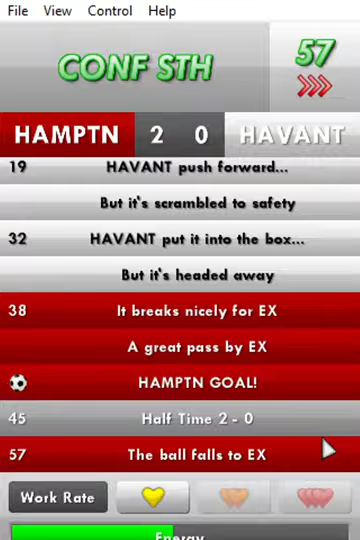 File View Control Help
CONF STH 57
HAMPTN 2 0 HAVANT
19 HAVANT push forward...
But it's scrambled to safety
32 HAVANT put it into the box...
But it's headed away
38 It breaks nicely for EX
A great pass by EX
HAMPTN GOAL!
45 Half Time 2 - 0
57 The ball falls to EX
Work Rate
Energy